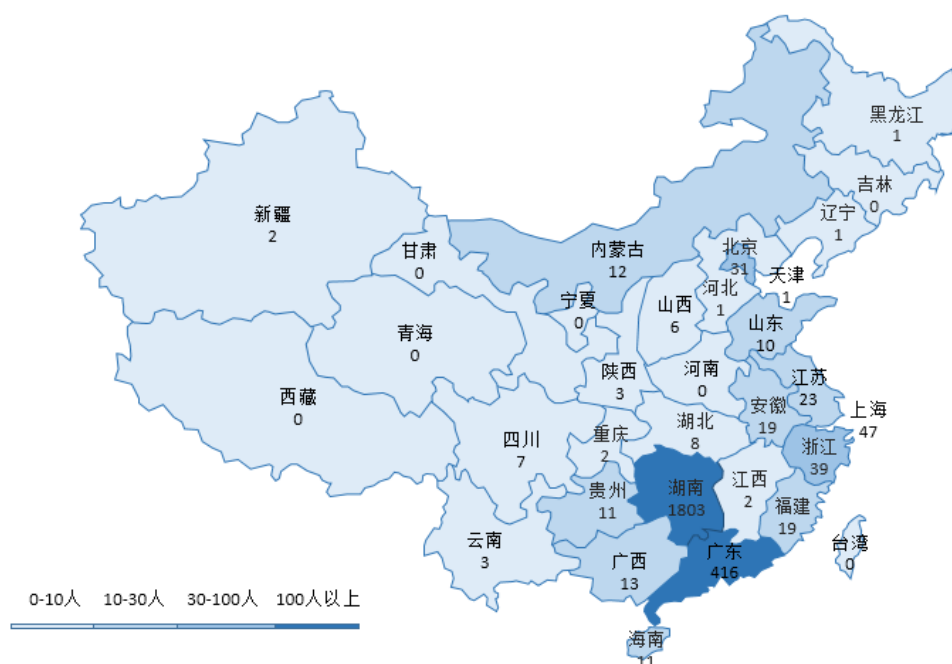 黑龙江
1
吉林
0
辽宁
1
新疆
2
甘肃
0
内蒙古
12
北京
31
天津
1
河北
1
宁夏
0
山西
6
山东
10
青海
0
陕西
3
河南
0
江苏
23
西藏
0
安徽
19
上海
47
四川
7
重庆
2
湖北
8
浙江
39
贵州
11
湖南
1803
江西
2
福建
19
云南
3
广西
13
广东
416
台湾
0
海南
11
0-10人 10-30人 30-100人 100人以上